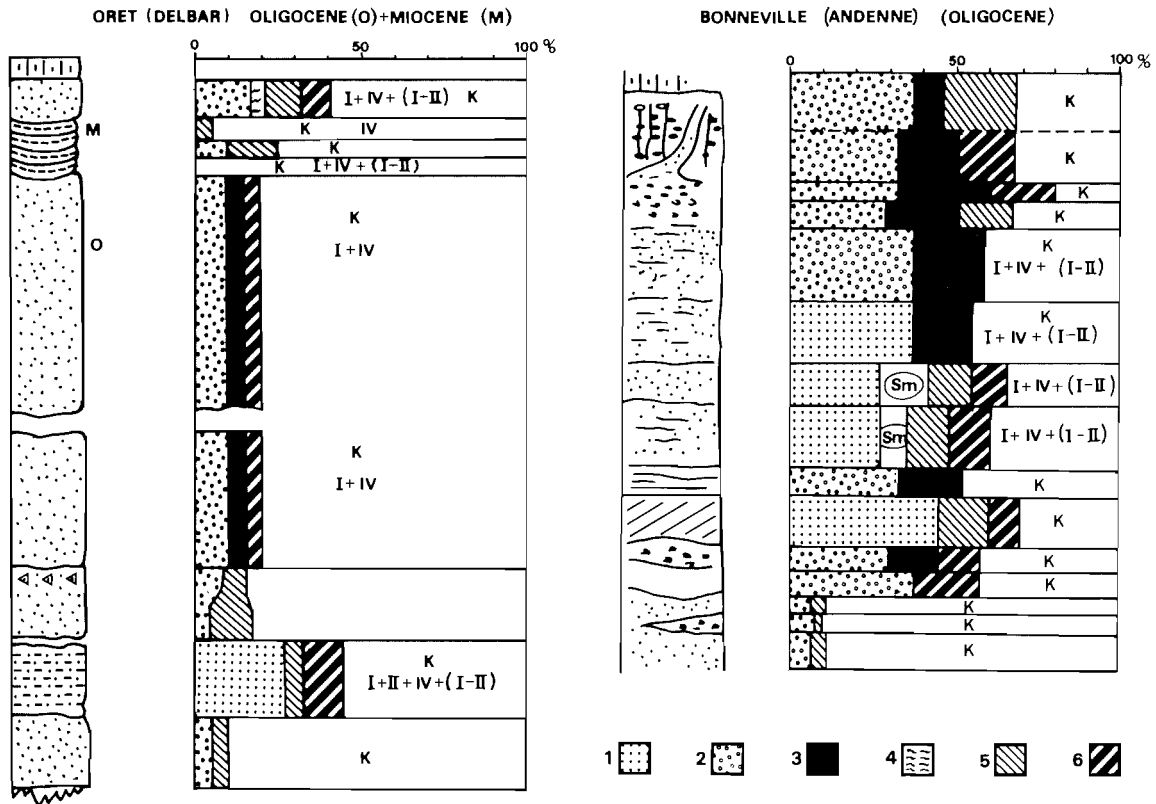 ORET (DELBAR) OLIGOCENE (O)+MIOCENE (M)
0 50 100 %
M
O
I+IV+(I-II) K
K IV
K
K I+IV+(I-II)
K
I+IV
K
I+IV
K
I+II+IV+(I-II)
K
BONNEVILLE (ANDENNE) (OLIGOCENE)
0 50 100 %
K
K
K
K
K
I+IV+ (I-II)
K
I+IV+(I-II)
Sm I+IV+(I-II)
Sm I+IV+(I-II)
K
K
K
K
K
K
K
1 2 3 4 5 6